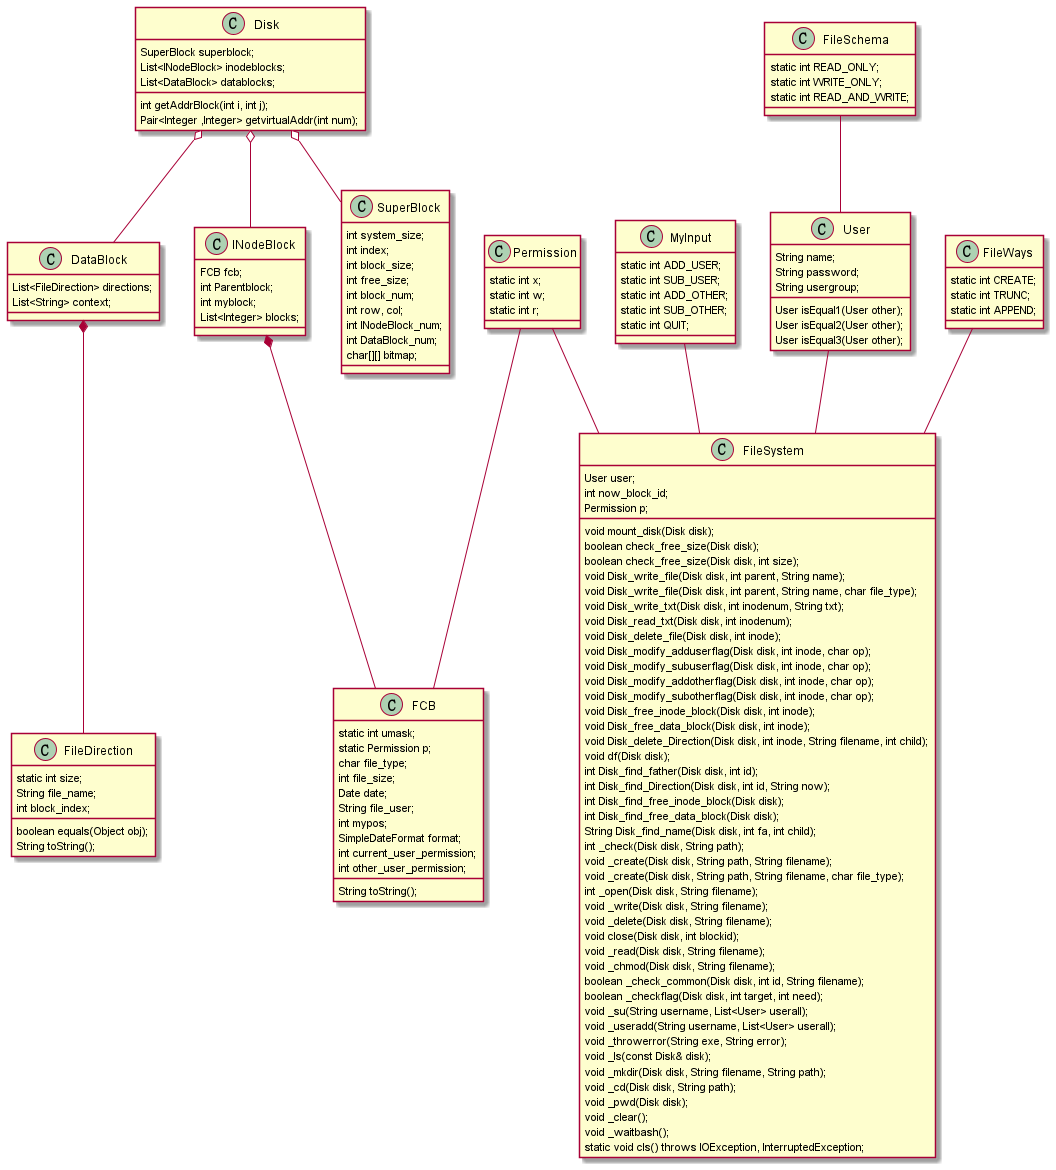 C Disk
SuperBlock superblock;
List<INodeBlock> inodeblocks;
List<DataBlock> datablocks;
int getAddrBlock(int i, int j);
Pair<Integer ,Integer> getvirtualAddr(int num);
C FileSchema
static int READ_ONLY;
static int WRITE_ONLY;
static int READ_AND_WRITE;
C DataBlock
List<FileDirection> directions;
List<String> context;
C INodeBlock
FCB fcb;
int Parentblock;
int myblock;
List<Integer> blocks;
C SuperBlock
int system_size;
int index;
int block_size;
int free_size;
int block_num;
int row, col;
int INodeBlock_num;
int DataBlock_num;
char[][] bitmap;
C Permission
static int x;
static int w;
static int r;
C MyInput
static int ADD_USER;
static int SUB_USER;
static int ADD_OTHER;
static int SUB_OTHER;
static int QUIT;
C User
String name;
String password;
String usergroup;
User isEqual1(User other);
User isEqual2(User other);
User isEqual3(User other);
C FileWays
static int CREATE;
static int TRUNC;
static int APPEND;
C FileDirection
static int size;
String file_name;
int block_index;
boolean equals(Object obj);
String toString();
C FCB
static int umask;
static Permission p;
char file_type;
int file_size;
Date date;
String file_user;
int mypos;
SimpleDateFormat format;
int current_user_permission;
int other_user_permission;
String toString();
C FileSystem
User user;
int now_block_id;
Permission p;
void mount_disk(Disk disk);
boolean check_free_size(Disk disk);
boolean check_free_size(Disk disk, int size);
void Disk_write_file(Disk disk, int parent, String name);
void Disk_write_file(Disk disk, int parent, String name, char file_type);
void Disk_write_txt(Disk disk, int inodenum, String txt);
void Disk_read_txt(Disk disk, int inodenum);
void Disk_delete_file(Disk disk, int inode);
void Disk_modify_adduserflag(Disk disk, int inode, char op);
void Disk_modify_subuserflag(Disk disk, int inode, char op);
void Disk_modify_addotherflag(Disk disk, int inode, char op);
void Disk_modify_subotherflag(Disk disk, int inode, char op);
void Disk_free_inode_block(Disk disk, int inode);
void Disk_free_data_block(Disk disk, int inode);
void Disk_delete_Direction(Disk disk, int inode, String filename, int child);
void df(Disk disk);
int Disk_find_father(Disk disk, int id);
int Disk_find_Direction(Disk disk, int id, String now);
int Disk_find_free_inode_block(Disk disk);
int Disk_find_free_data_block(Disk disk);
String Disk_find_name(Disk disk, int fa, int child);
int _check(Disk disk, String path);
void _create(Disk disk, String path, String filename);
void _create(Disk disk, String path, String filename, char file_type);
int _open(Disk disk, String filename);
void _write(Disk disk, String filename);
void _delete(Disk disk, String filename);
void close(Disk disk, int blockid);
void _read(Disk disk, String filename);
void _chmod(Disk disk, String filename);
boolean _check_common(Disk disk, int id, String filename);
boolean _checkflag(Disk disk, int target, int need);
void _su(String username, List<User> userall);
void _useradd(String username, List<User> userall);
void _throwerror(String exe, String error);
void _ls(const Disk& disk);
void _mkdir(Disk disk, String filename, String path);
void _cd(Disk disk, String path);
void _pwd(Disk disk);
void _clear();
void _waitbash();
static void cls() throws IOException, InterruptedException;